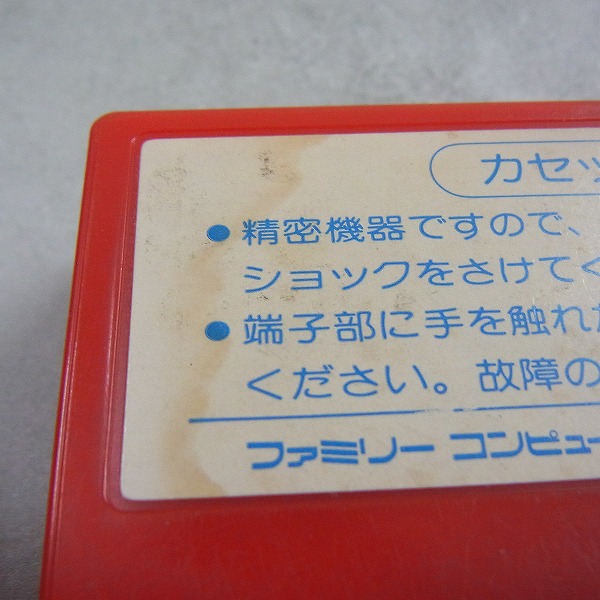 カセッ
●精密機器ですので、
ショックをさけてく
●端子部に手を触れた
ください。故障の
ファミリー コンピュー